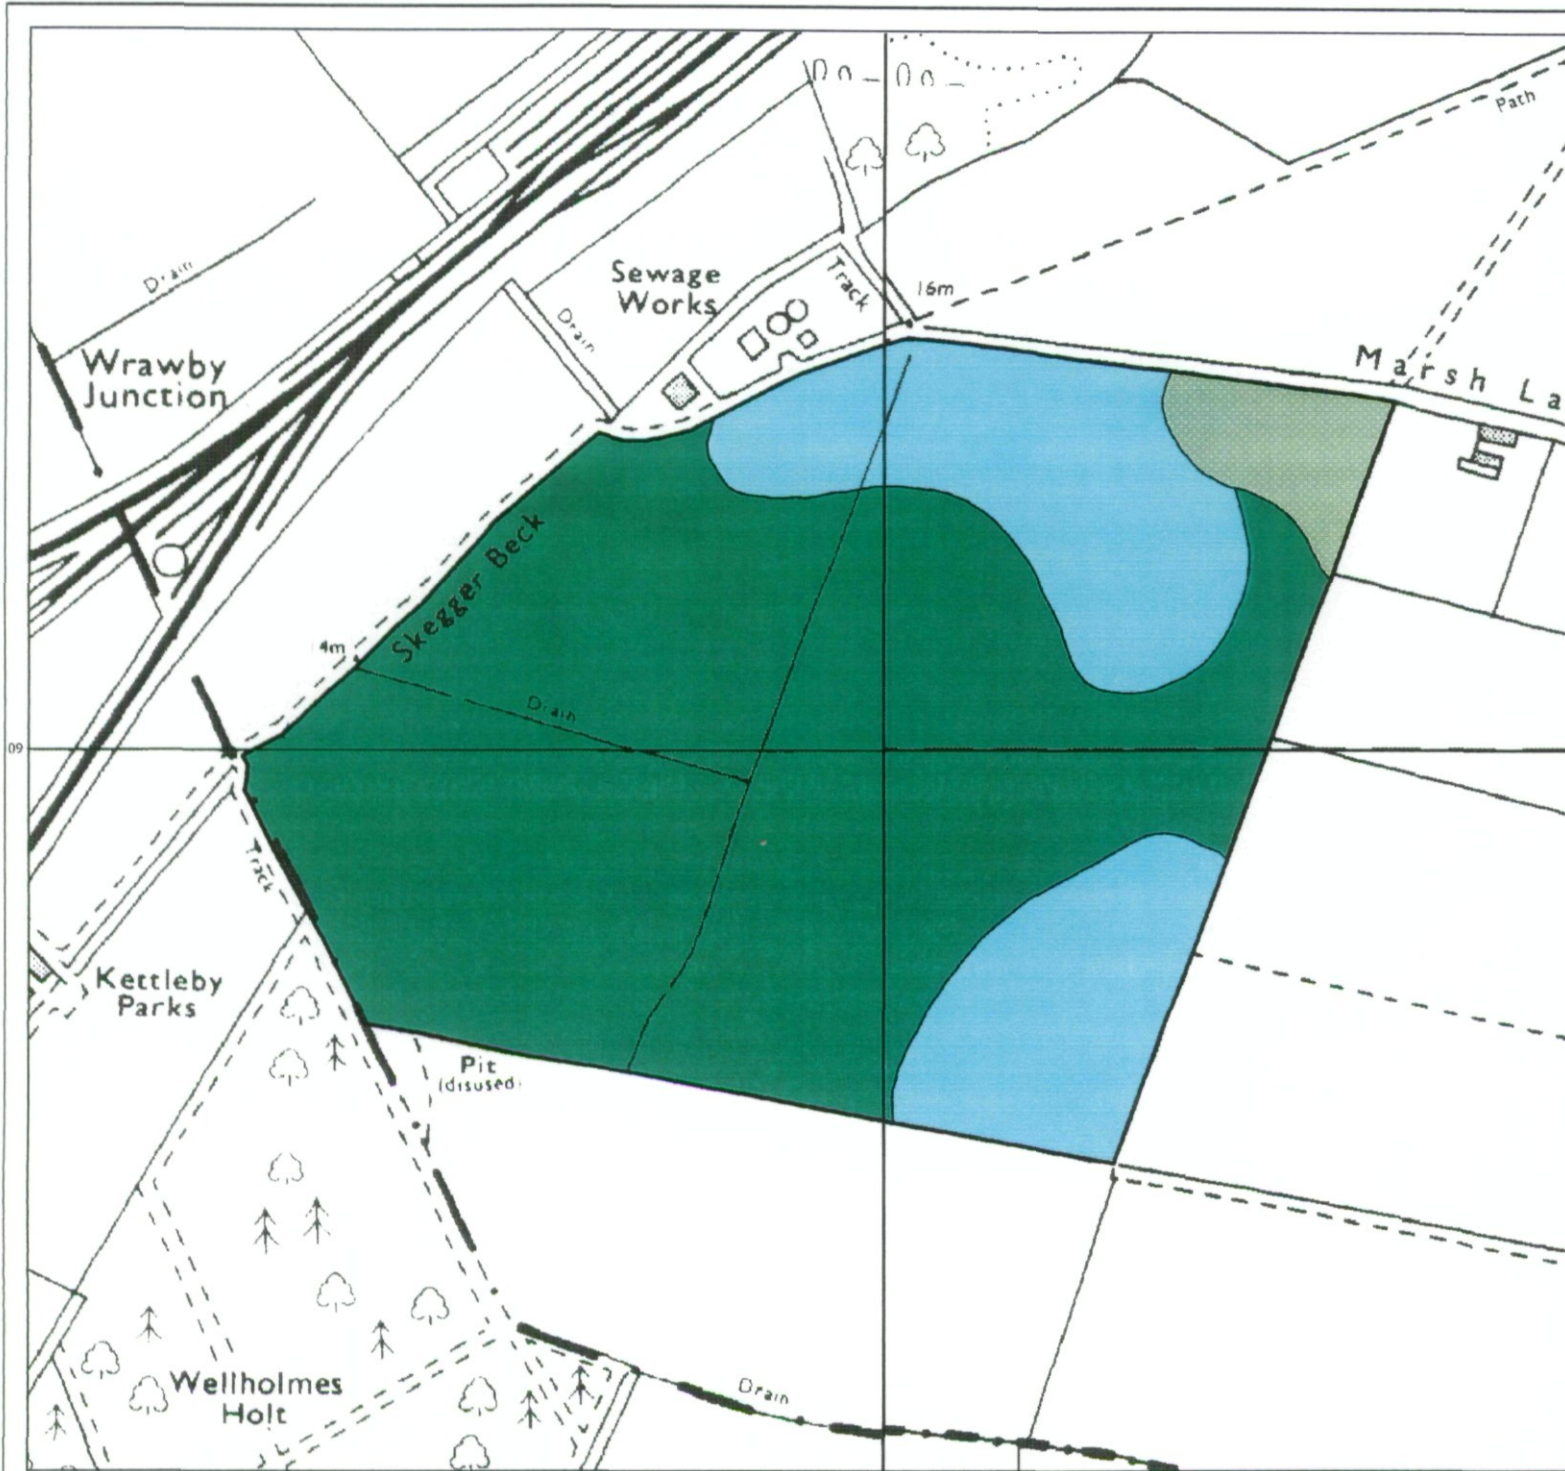 Path
Drain
Sewage
Works
Track
16m
Drain
Wrawby
Junction
Marsh La
Skegger Beck
4m
Drain
09
Track
Kettleby
Parks
Pit
(disused)
Wellholmes
Holt
Drain